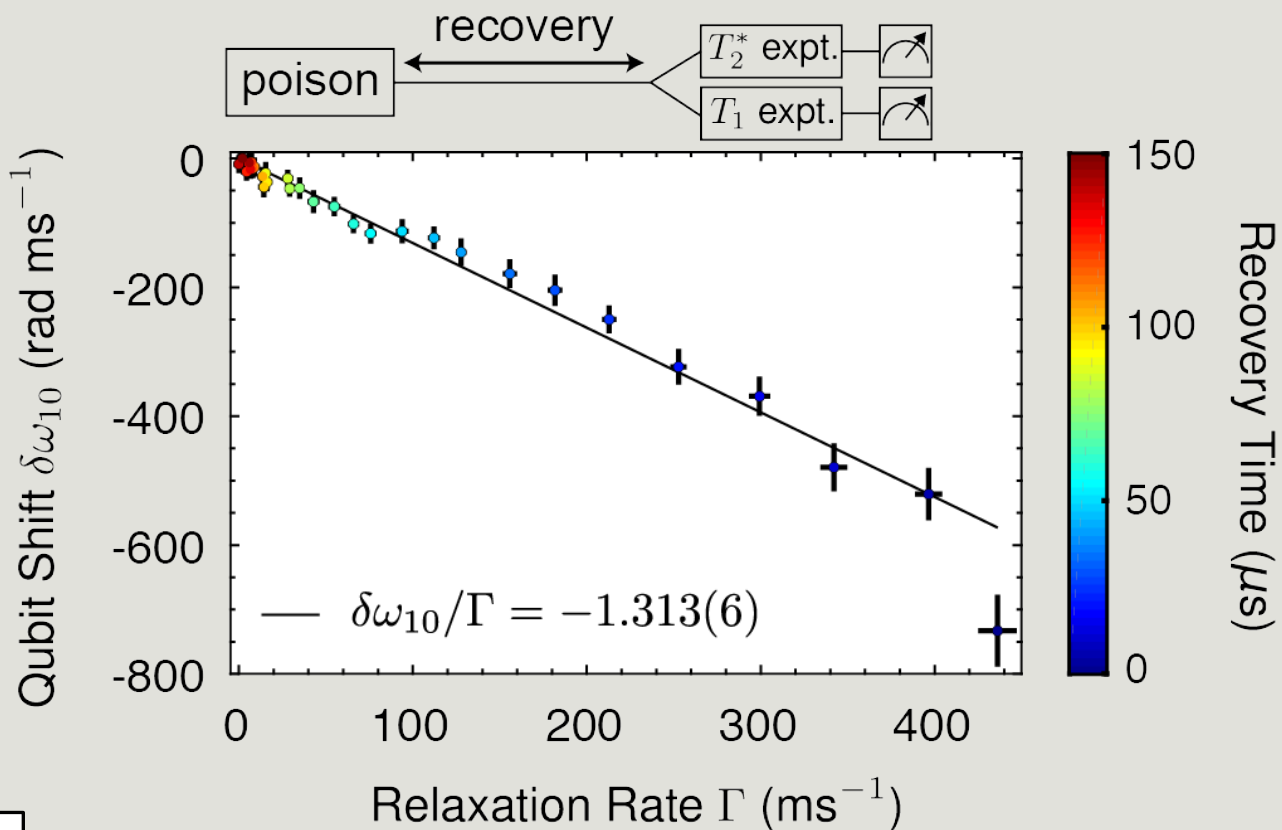 recovery
poison
T₂* expt.
T₁ expt.
Qubit Shift δω₁₀ (rad ms⁻¹)
0
-200
-400
-600
-800
δω₁₀/Γ = −1.313(6)
0 100 200 300 400
Relaxation Rate Γ (ms⁻¹)
150
100
50
0
Recovery Time (μs)